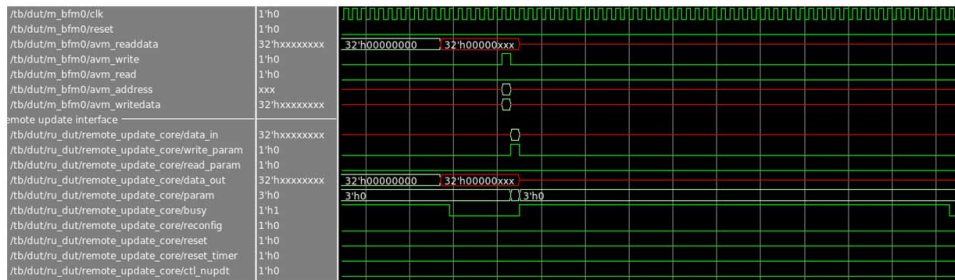 /tb/dut/m_bfm0/clk 1'h0
/tb/dut/m_bfm0/reset 1'h0
/tb/dut/m_bfm0/avm_readdata 32'hxxxxxxxx 32'h00000000 32'h00000xxx
/tb/dut/m_bfm0/avm_write 1'h0
/tb/dut/m_bfm0/avm_read 1'h0
/tb/dut/m_bfm0/avm_address xxx
/tb/dut/m_bfm0/avm_writedata 32'hxxxxxxxx
emote update interface
/tb/dut/ru_dut/remote_update_core/data_in 32'hxxxxxxxx
/tb/dut/ru_dut/remote_update_core/write_param 1'h0
/tb/dut/ru_dut/remote_update_core/read_param 1'h0
/tb/dut/ru_dut/remote_update_core/data_out 32'hxxxxxxxx 32'h00000000 32'h00000xxx
/tb/dut/ru_dut/remote_update_core/param 3'h0 3'h0 3'h0
/tb/dut/ru_dut/remote_update_core/busy 1'h1
/tb/dut/ru_dut/remote_update_core/reconfig 1'h0
/tb/dut/ru_dut/remote_update_core/reset 1'h0
/tb/dut/ru_dut/remote_update_core/reset_timer 1'h0
/tb/dut/ru_dut/remote_update_core/ctl_nupdt 1'h0